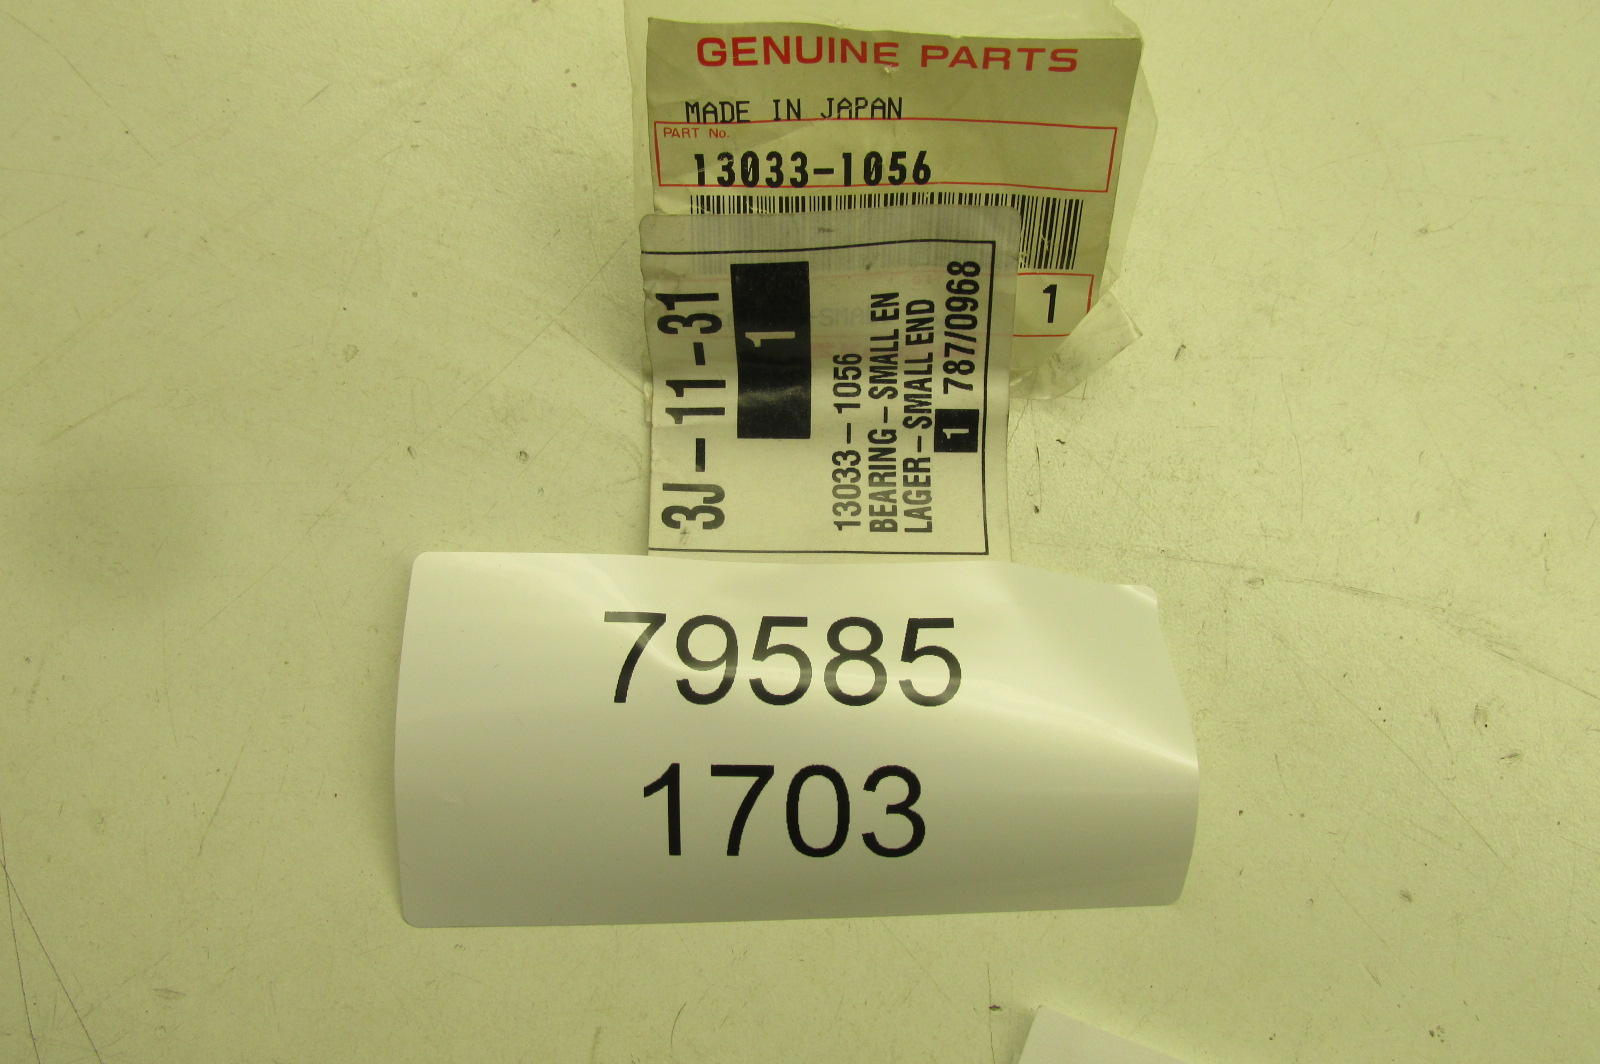 GENUINE PARTS
MADE IN JAPAN
PART No.
13033-1056
1
3J-11-31
1
13033-1056
BEARING-SMALL EN
LAGER-SMALL END
1 787/0968
79585
1703